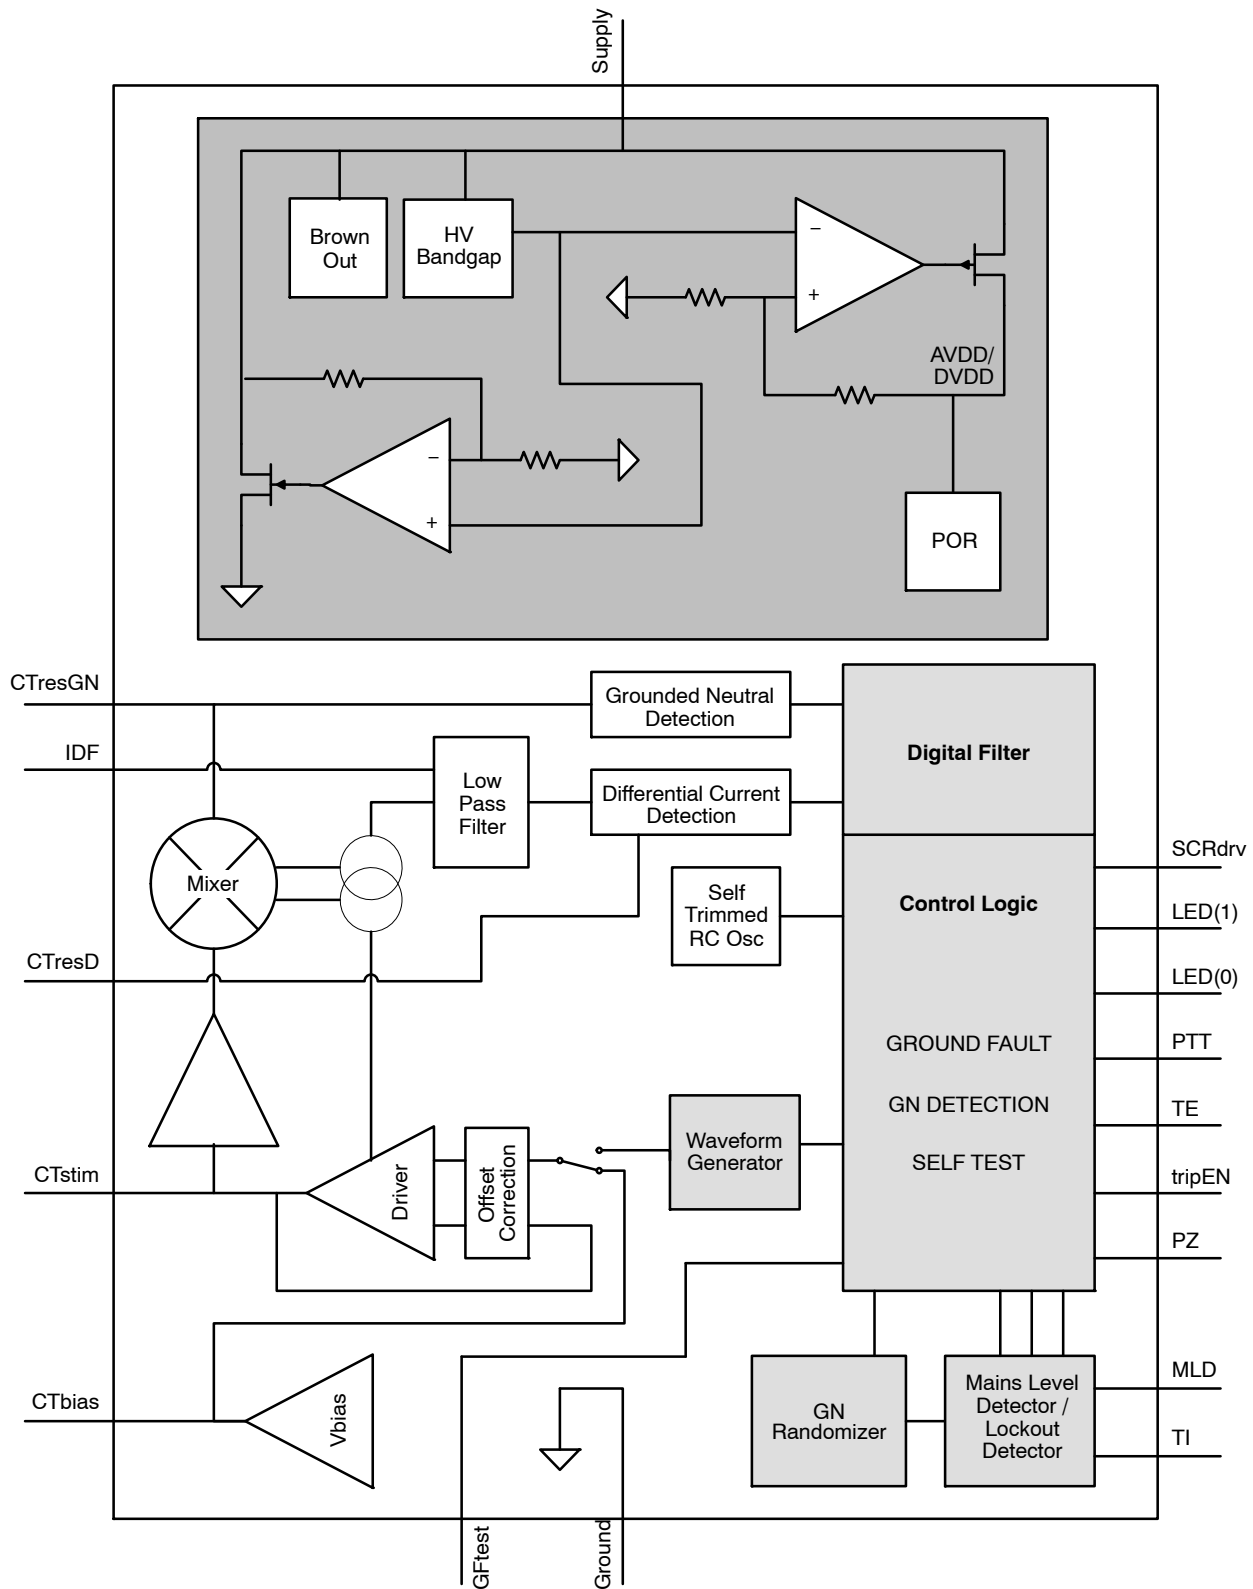 Supply
Brown
Out
HV
Bandgap
−
+
AVDD/
DVDD
−
+
POR
CTresGN
Grounded Neutral
Detection
IDF
Low
Pass
Filter
Differential Current
Detection
Digital Filter
Mixer
Self
Trimmed
RC Osc
Control Logic
SCRdrv
LED(1)
CTresD
LED(0)
GROUND FAULT
PTT
GN DETECTION
TE
Waveform
Generator
SELF TEST
CTstim
Driver
Offset
Correction
tripEN
PZ
CTbias
Vbias
GN
Randomizer
Mains Level
Detector /
Lockout
Detector
MLD
TI
GFtest
Ground